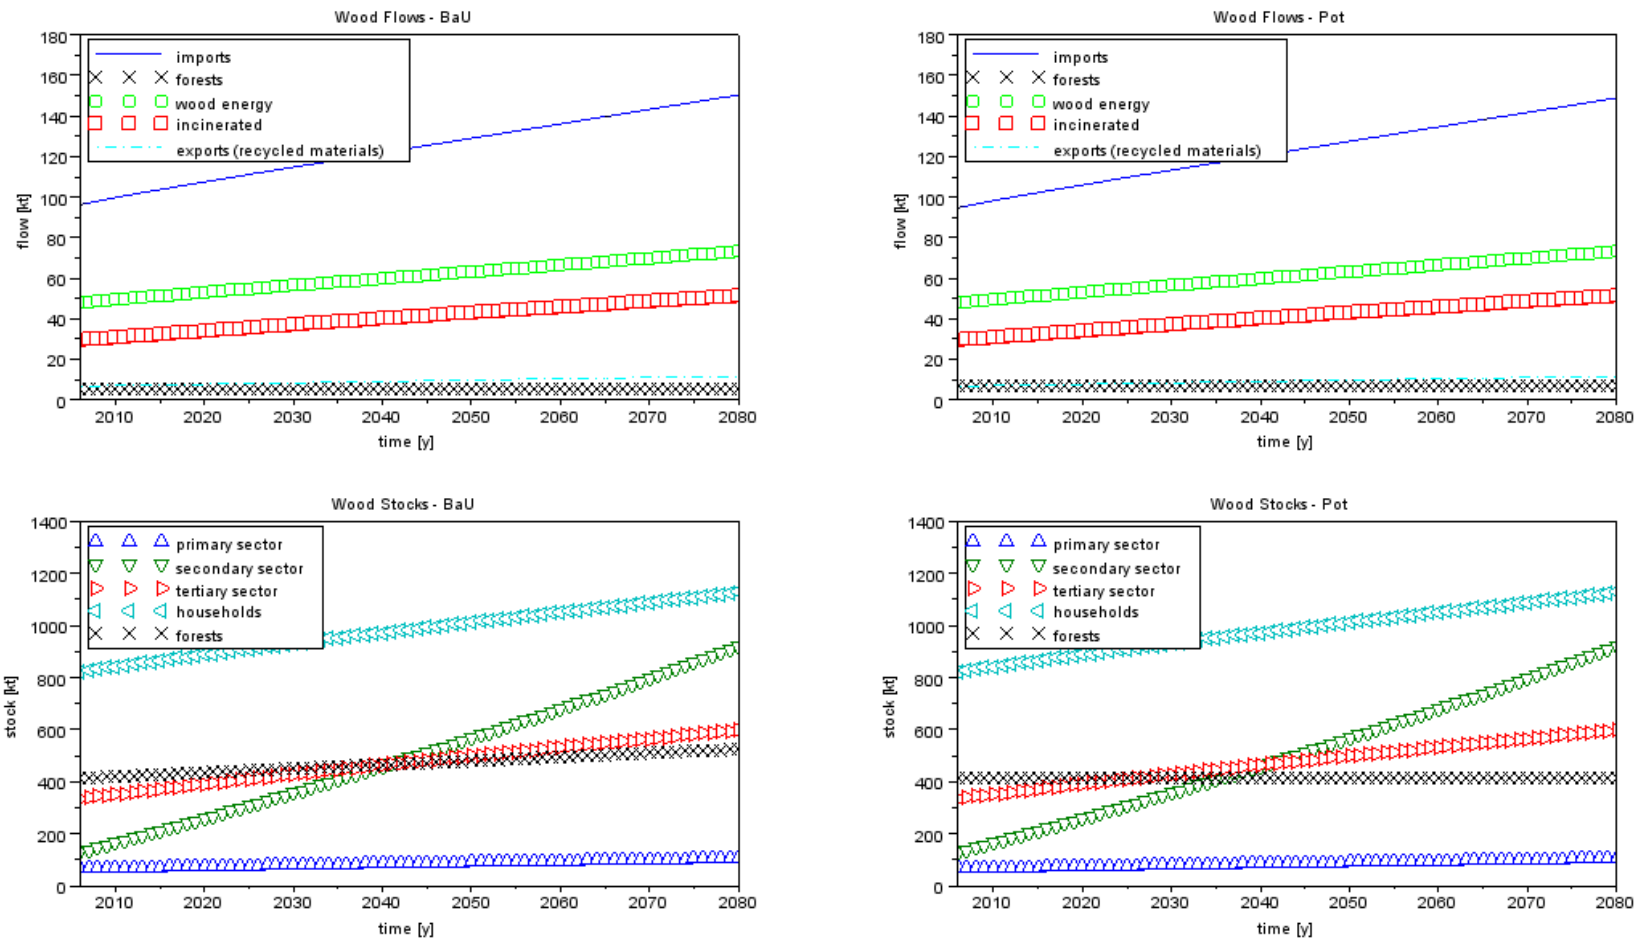 Wood Flows - BaU
180
160
140
120
100
80
60
40
20
0
flow [kt]
imports
forests
wood energy
incinerated
exports (recycled materials)
2010 2020 2030 2040 2050 2060 2070 2080
time [y]
Wood Flows - Pot
180
160
140
120
100
80
60
40
20
0
flow [kt]
imports
forests
wood energy
incinerated
exports (recycled materials)
2010 2020 2030 2040 2050 2060 2070 2080
time [y]
Wood Stocks - BaU
1400
1200
1000
800
600
400
200
0
stock [kt]
primary sector
secondary sector
tertiary sector
households
forests
2010 2020 2030 2040 2050 2060 2070 2080
time [y]
Wood Stocks - Pot
1400
1200
1000
800
600
400
200
0
stock [kt]
primary sector
secondary sector
tertiary sector
households
forests
2010 2020 2030 2040 2050 2060 2070 2080
time [y]